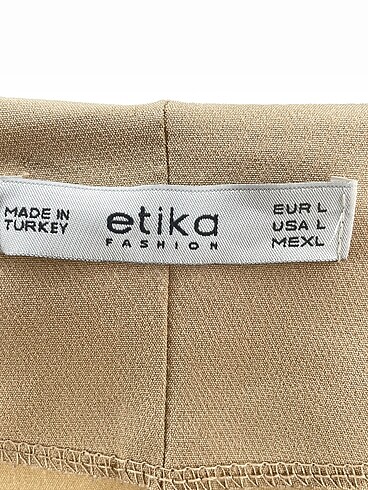 MADE IN
TURKEY
etika
FASHION
EUR L
USA L
MEXL